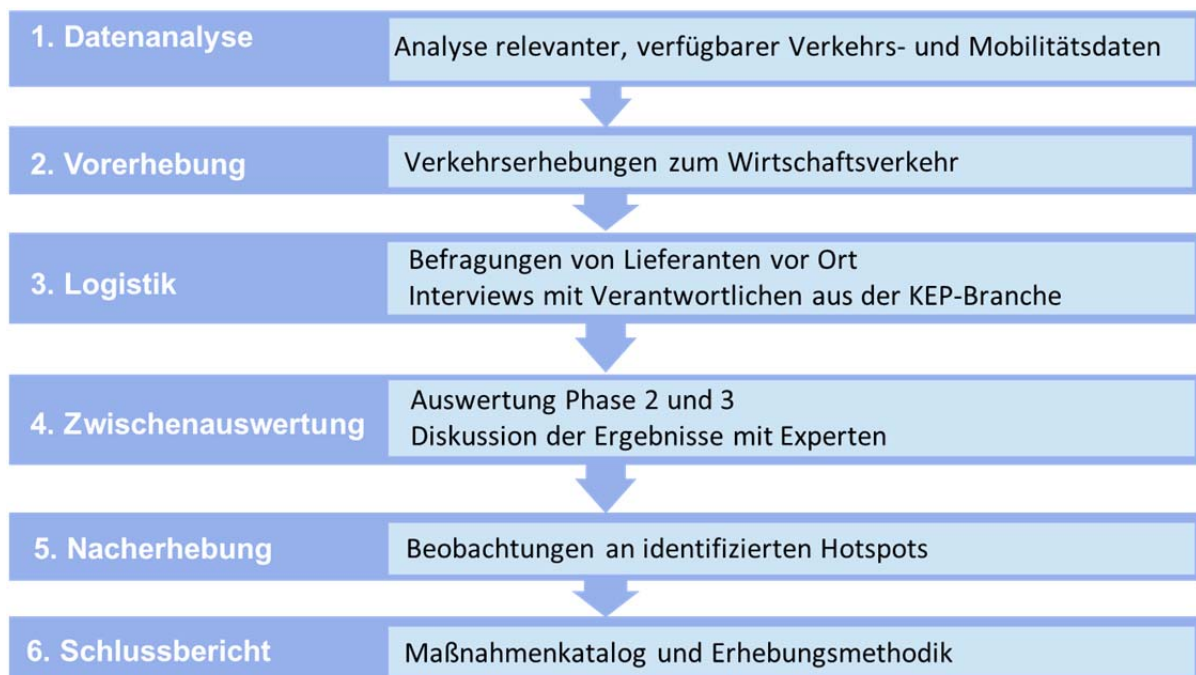 1. Datenanalyse
Analyse relevanter, verfügbarer Verkehrs- und Mobilitätsdaten
2. Vorerhebung
Verkehrserhebungen zum Wirtschaftsverkehr
3. Logistik
Befragungen von Lieferanten vor Ort
Interviews mit Verantwortlichen aus der KEP-Branche
4. Zwischenauswertung
Auswertung Phase 2 und 3
Diskussion der Ergebnisse mit Experten
5. Nacherhebung
Beobachtungen an identifizierten Hotspots
6. Schlussbericht
Maßnahmenkatalog und Erhebungsmethodik